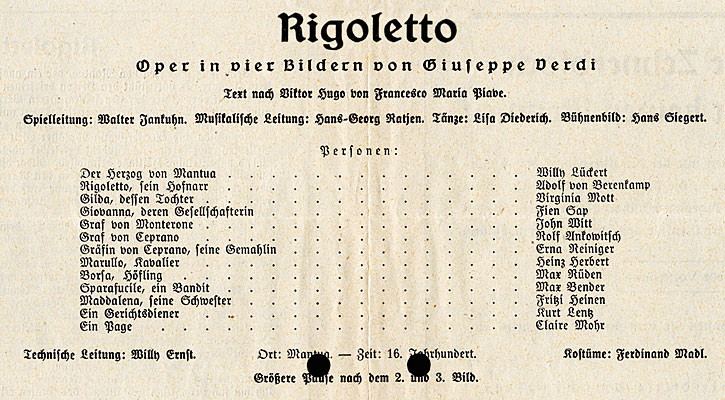 Rigoletto
Oper in vier Bildern von Giuseppe Verdi
Text nach Viktor Hugo von Francesco Maria Piave.
Spielleitung: Walter Jankuhn. Musikalische Leitung: Hans-Georg Ratjen. Tänze: Lisa Diederich. Bühnenbild: Hans Siegert.
Personen:
Der Herzog von Mantua . . . . . . . . . . . . Willy Lückert
Rigoletto, sein Hofnarr . . . . . . . . . . . . Adolf von Berenkamp
Gilda, dessen Tochter . . . . . . . . . . . . Virginia Mott
Giovanna, deren Gesellschafterin . . . . . . . . . . . Fien Sap
Graf von Monterone . . . . . . . . . . . . John Witt
Graf von Ceprano . . . . . . . . . . . . Rolf Ankowitsch
Gräfin von Ceprano, seine Gemahlin . . . . . . . . . . Erna Reiniger
Marullo, Kavalier . . . . . . . . . . . . Heinz Herbert
Borsa, Höfling . . . . . . . . . . . . . Max Rüden
Sparafucile, ein Bandit . . . . . . . . . . . . Max Bender
Maddalena, seine Schwester . . . . . . . . . . . Fritzi Heinen
Ein Gerichtsdiener . . . . . . . . . . . . Kurt Lentz
Ein Page . . . . . . . . . . . . . Claire Mohr
Technische Leitung: Willy Ernst. Ort: Mantua. — Zeit: 16. Jahrhundert. Kostüme: Ferdinand Madl.
Größere Pause nach dem 2. und 3. Bild.